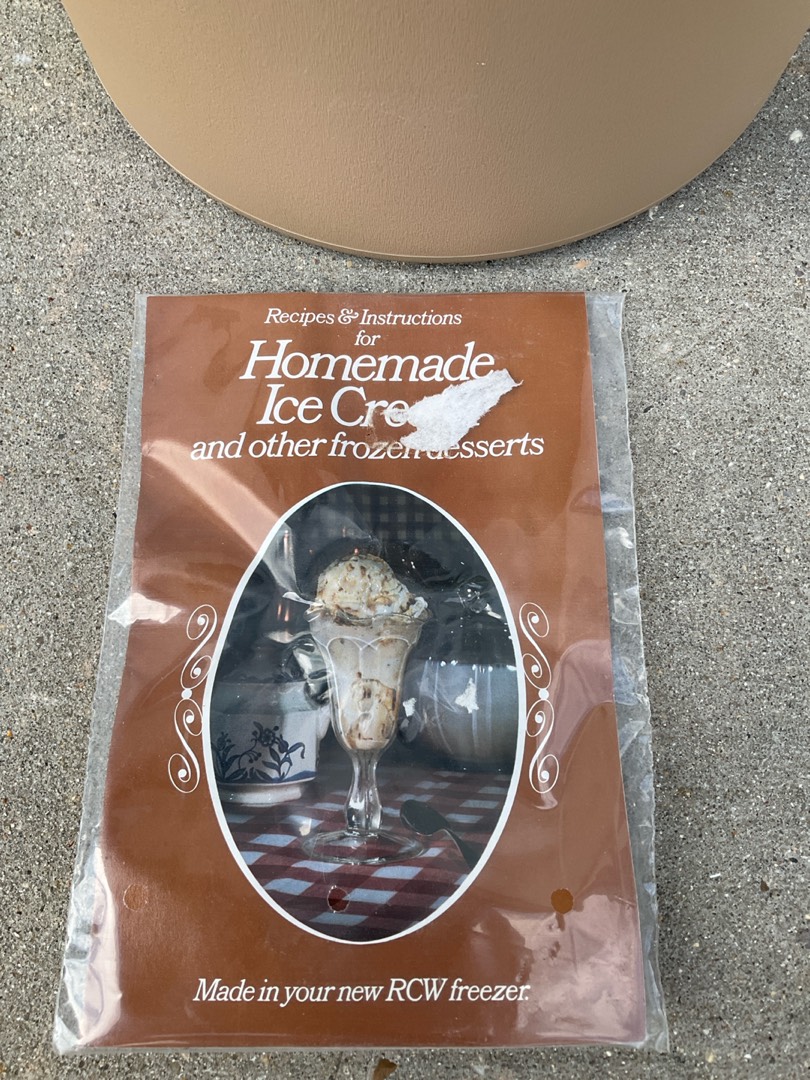 Recipes & Instructions
for
Homemade
Ice Cre
and other frozen desserts
Made in your new RCW freezer.